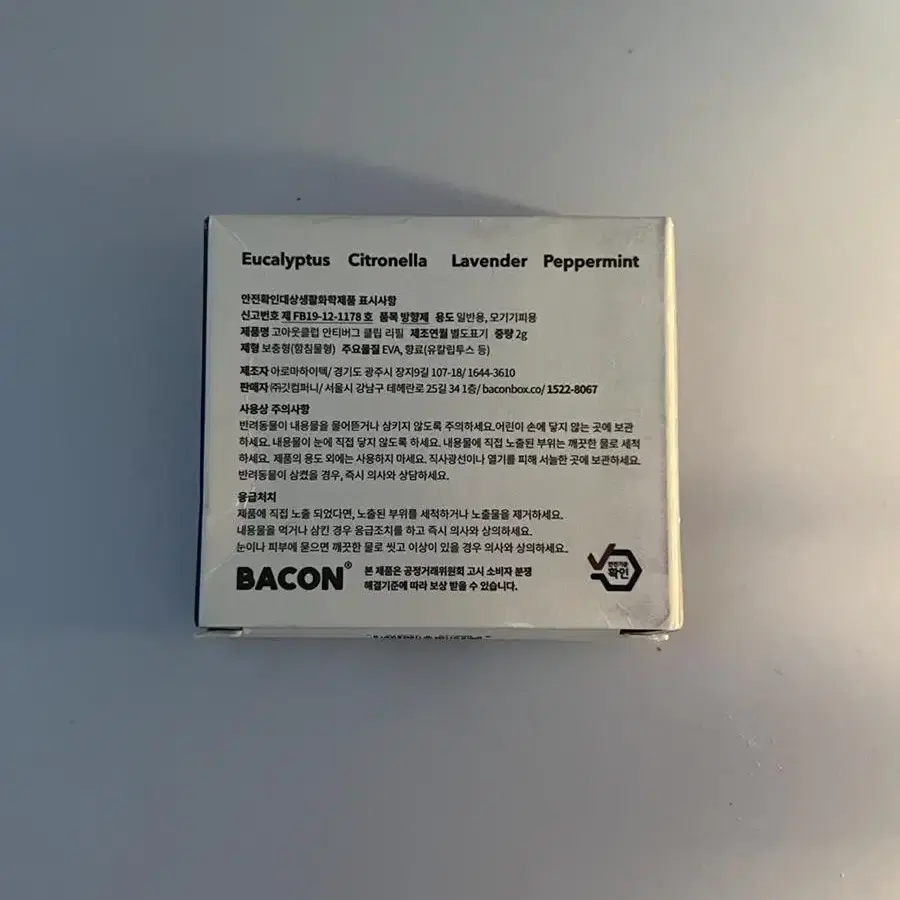 Eucalyptus Citronella Lavender Peppermint
안전확인대상생활화학제품 표시사항
신고번호 제 FB19-12-1178 호 품목 방향제 용도 일반용, 모기기피용
제품명 고아웃클럽 안티버그 클립 리필 제조연월 별도표기 중량 2g
제형 보충형(함침물형) 주요물질 EVA, 향료(유칼립투스 등)
제조자 아로마하이텍/ 경기도 광주시 장지9길 107-18/ 1644-3610
판매자 ㈜갓컴퍼니/ 서울시 강남구 테헤란로 25길 34 1층/ baconbox.co/ 1522-8067
사용상 주의사항
반려동물이 내용물을 물어뜯거나 삼키지 않도록 주의하세요.어린이 손에 닿지 않는 곳에 보관
하세요. 내용물이 눈에 직접 닿지 않도록 하세요. 내용물에 직접 노출된 부위는 깨끗한 물로 세척
하세요. 제품의 용도 외에는 사용하지 마세요. 직사광선이나 열기를 피해 서늘한 곳에 보관하세요.
반려동물이 삼켰을 경우, 즉시 의사와 상담하세요.
응급처치
제품에 직접 노출 되었다면, 노출된 부위를 세척하거나 노출물을 제거하세요.
내용물을 먹거나 삼킨 경우 응급조치를 하고 즉시 의사와 상의하세요.
눈이나 피부에 묻으면 깨끗한 물로 씻고 이상이 있을 경우 의사와 상의하세요.
BACON®
본 제품은 공정거래위원회 고시 소비자 분쟁
해결기준에 따라 보상 받을 수 있습니다.
안전기준
확인